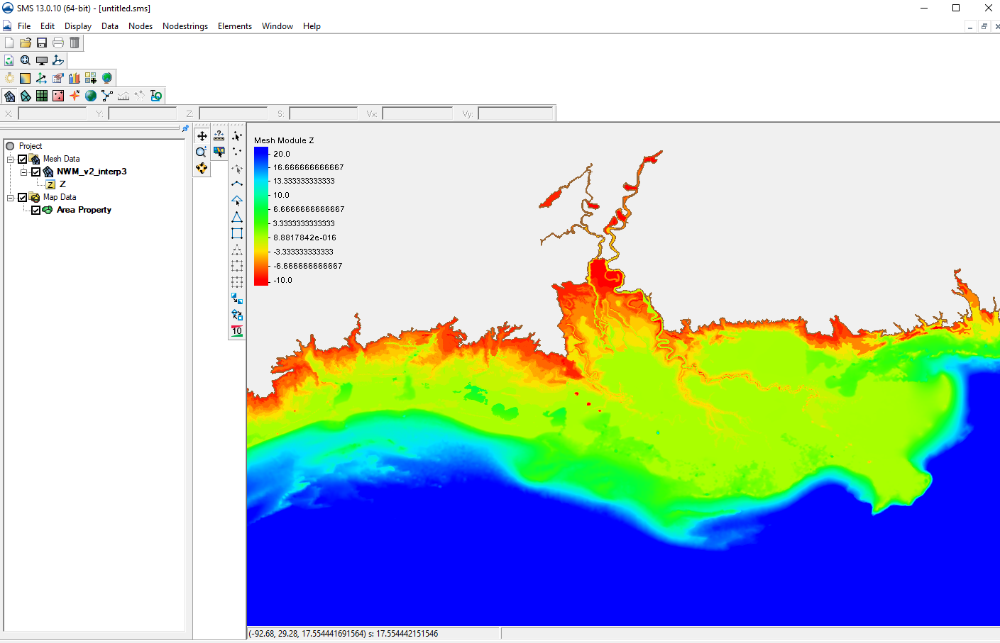 SMS 13.0.10 (64-bit) - [untitled.sms]
File Edit Display Data Nodes Nodestrings Elements Window Help
X: Y: Z: S: Vx: Vy:
Project
Mesh Data
NWM_v2_interp3
Z Z
Map Data
Area Property
10
Mesh Module Z
20.0
16.666666666667
13.333333333333
10.0
6.6666666666667
3.3333333333333
8.8817842e-016
-3.333333333333
-6.666666666667
-10.0
(-92.68, 29.28, 17.554441691564) s: 17.554442151546